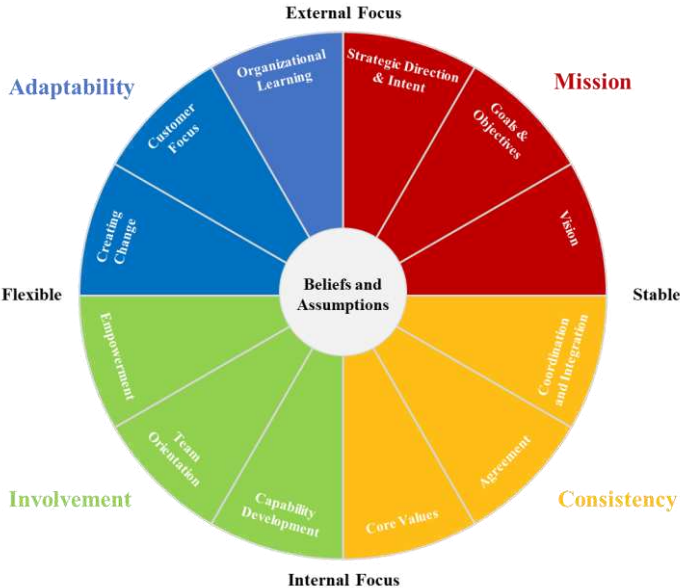 External Focus
Adaptability
Mission
Organizational
Learning
Strategic Direction
& Intent
Customer
Focus
Goals &
Objectives
Creating
Change
Vision
Flexible
Beliefs and
Assumptions
Stable
Empowerment
Coordination
and Integration
Team
Orientation
Agreement
Capability
Development
Core Values
Involvement
Consistency
Internal Focus